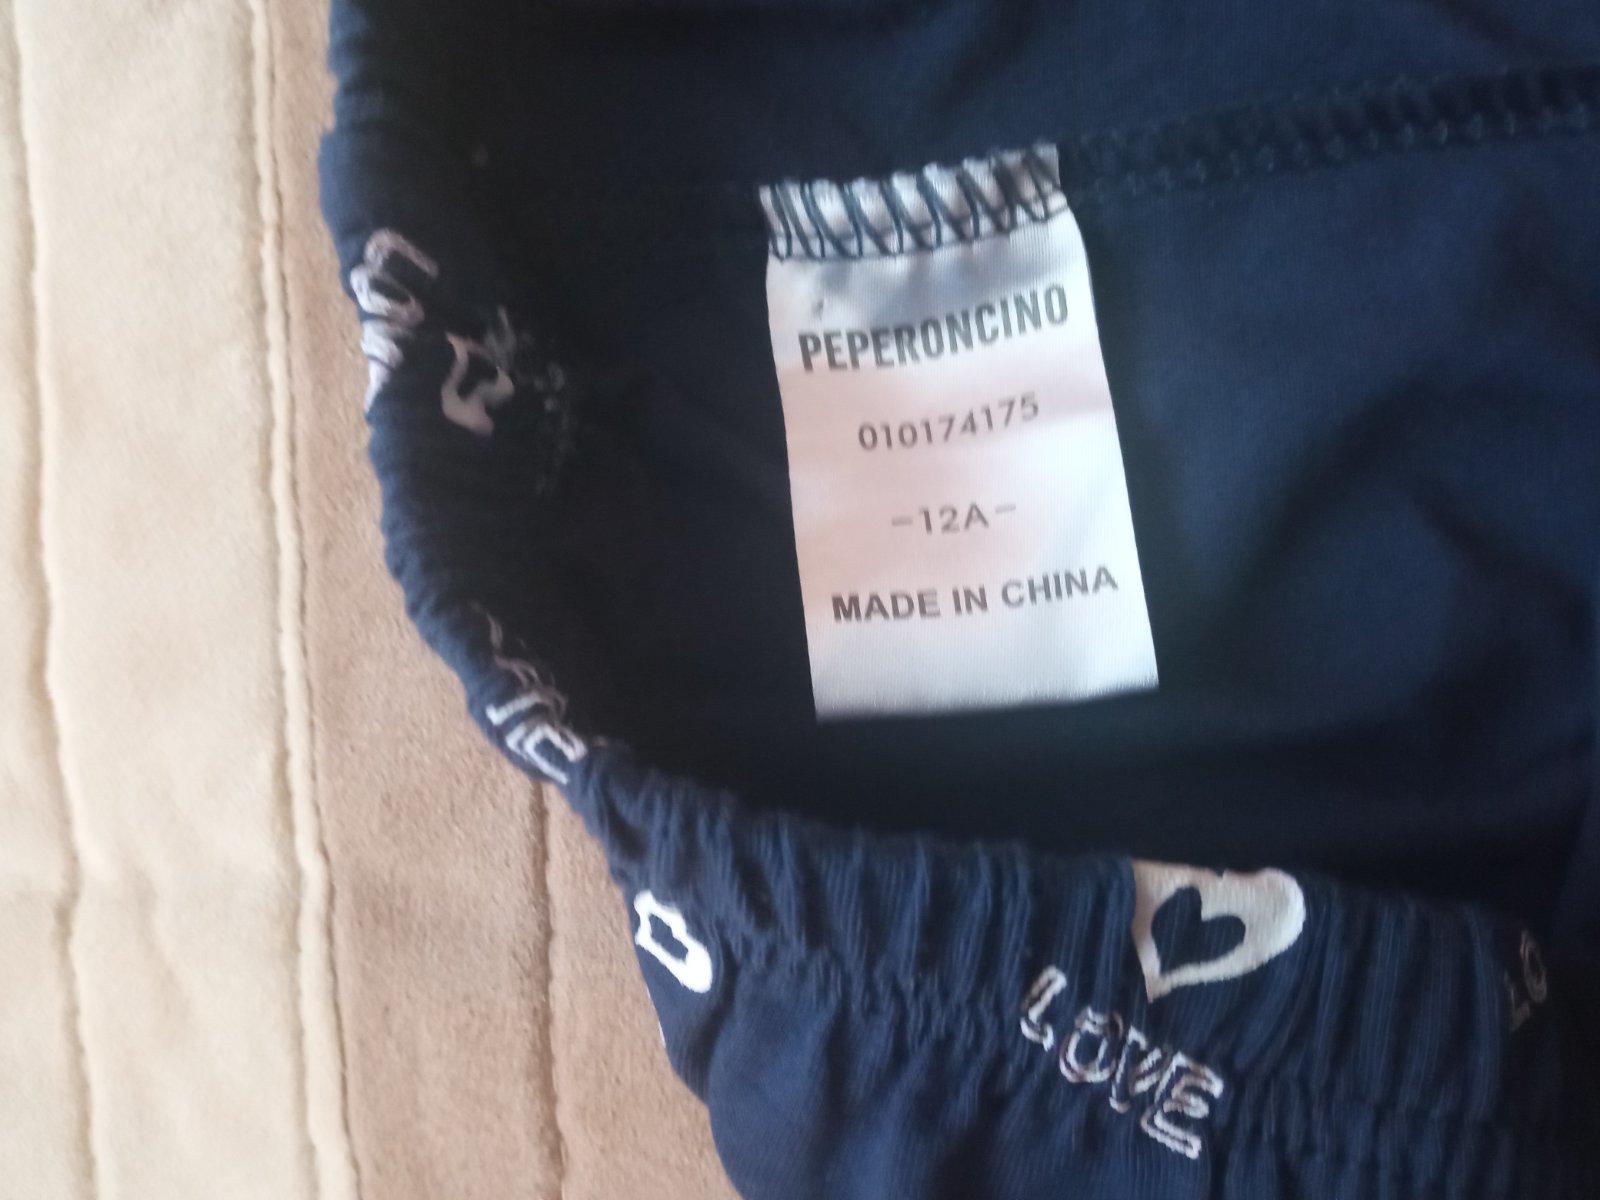 PEPERONCINO
010174175
-12A-
MADE IN CHINA
LOVE